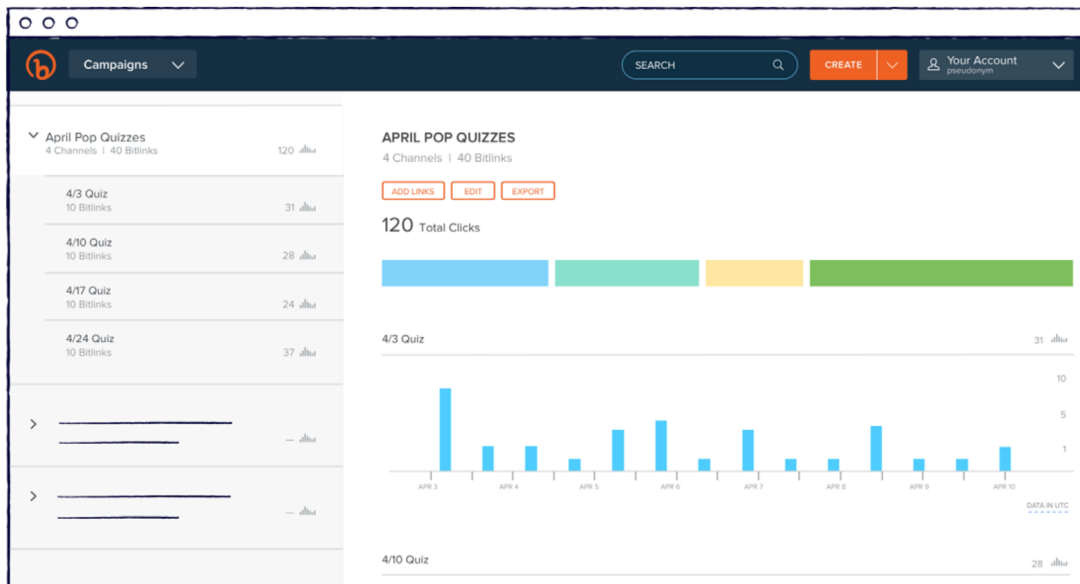 Campaigns
SEARCH
CREATE
Your Account
pseudonym
April Pop Quizzes
4 Channels | 40 Bitlinks
120
4/3 Quiz
10 Bitlinks
31
4/10 Quiz
10 Bitlinks
28
4/17 Quiz
10 Bitlinks
24
4/24 Quiz
10 Bitlinks
37
APRIL POP QUIZZES
4 Channels | 40 Bitlinks
ADD LINKS EDIT EXPORT
120 Total Clicks
4/3 Quiz
31
10
5
1
APR 3 APR 4 APR 5 APR 6 APR 7 APR 8 APR 9 APR 10
DATA IN UTC
4/10 Quiz
28